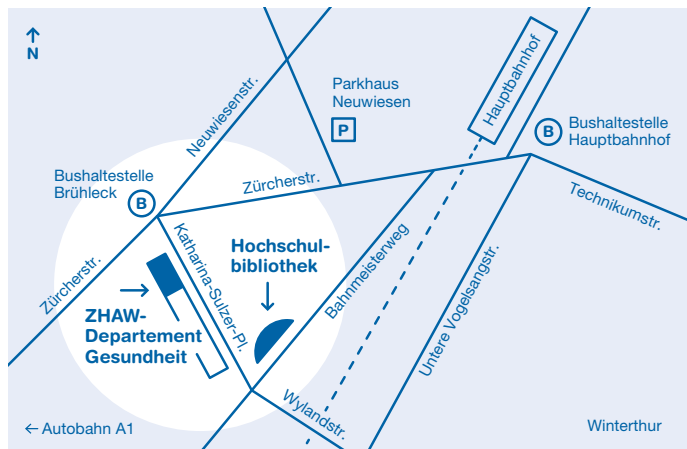 N
Neuwiesenstr.
Parkhaus
Neuwiesen
P
Hauptbahnhof
B
Bushaltestelle
Hauptbahnhof
Bushaltestelle
Brühleck
B
Zürcherstr.
Technikumstr.
Zürcherstr.
Katharina-Sulzer-Pl.
Hochschul-
bibliothek
Bahnmeisterweg
Untere Vogelsangstr.
ZHAW-
Departement
Gesundheit
Wylandstr.
← Autobahn A1
Winterthur